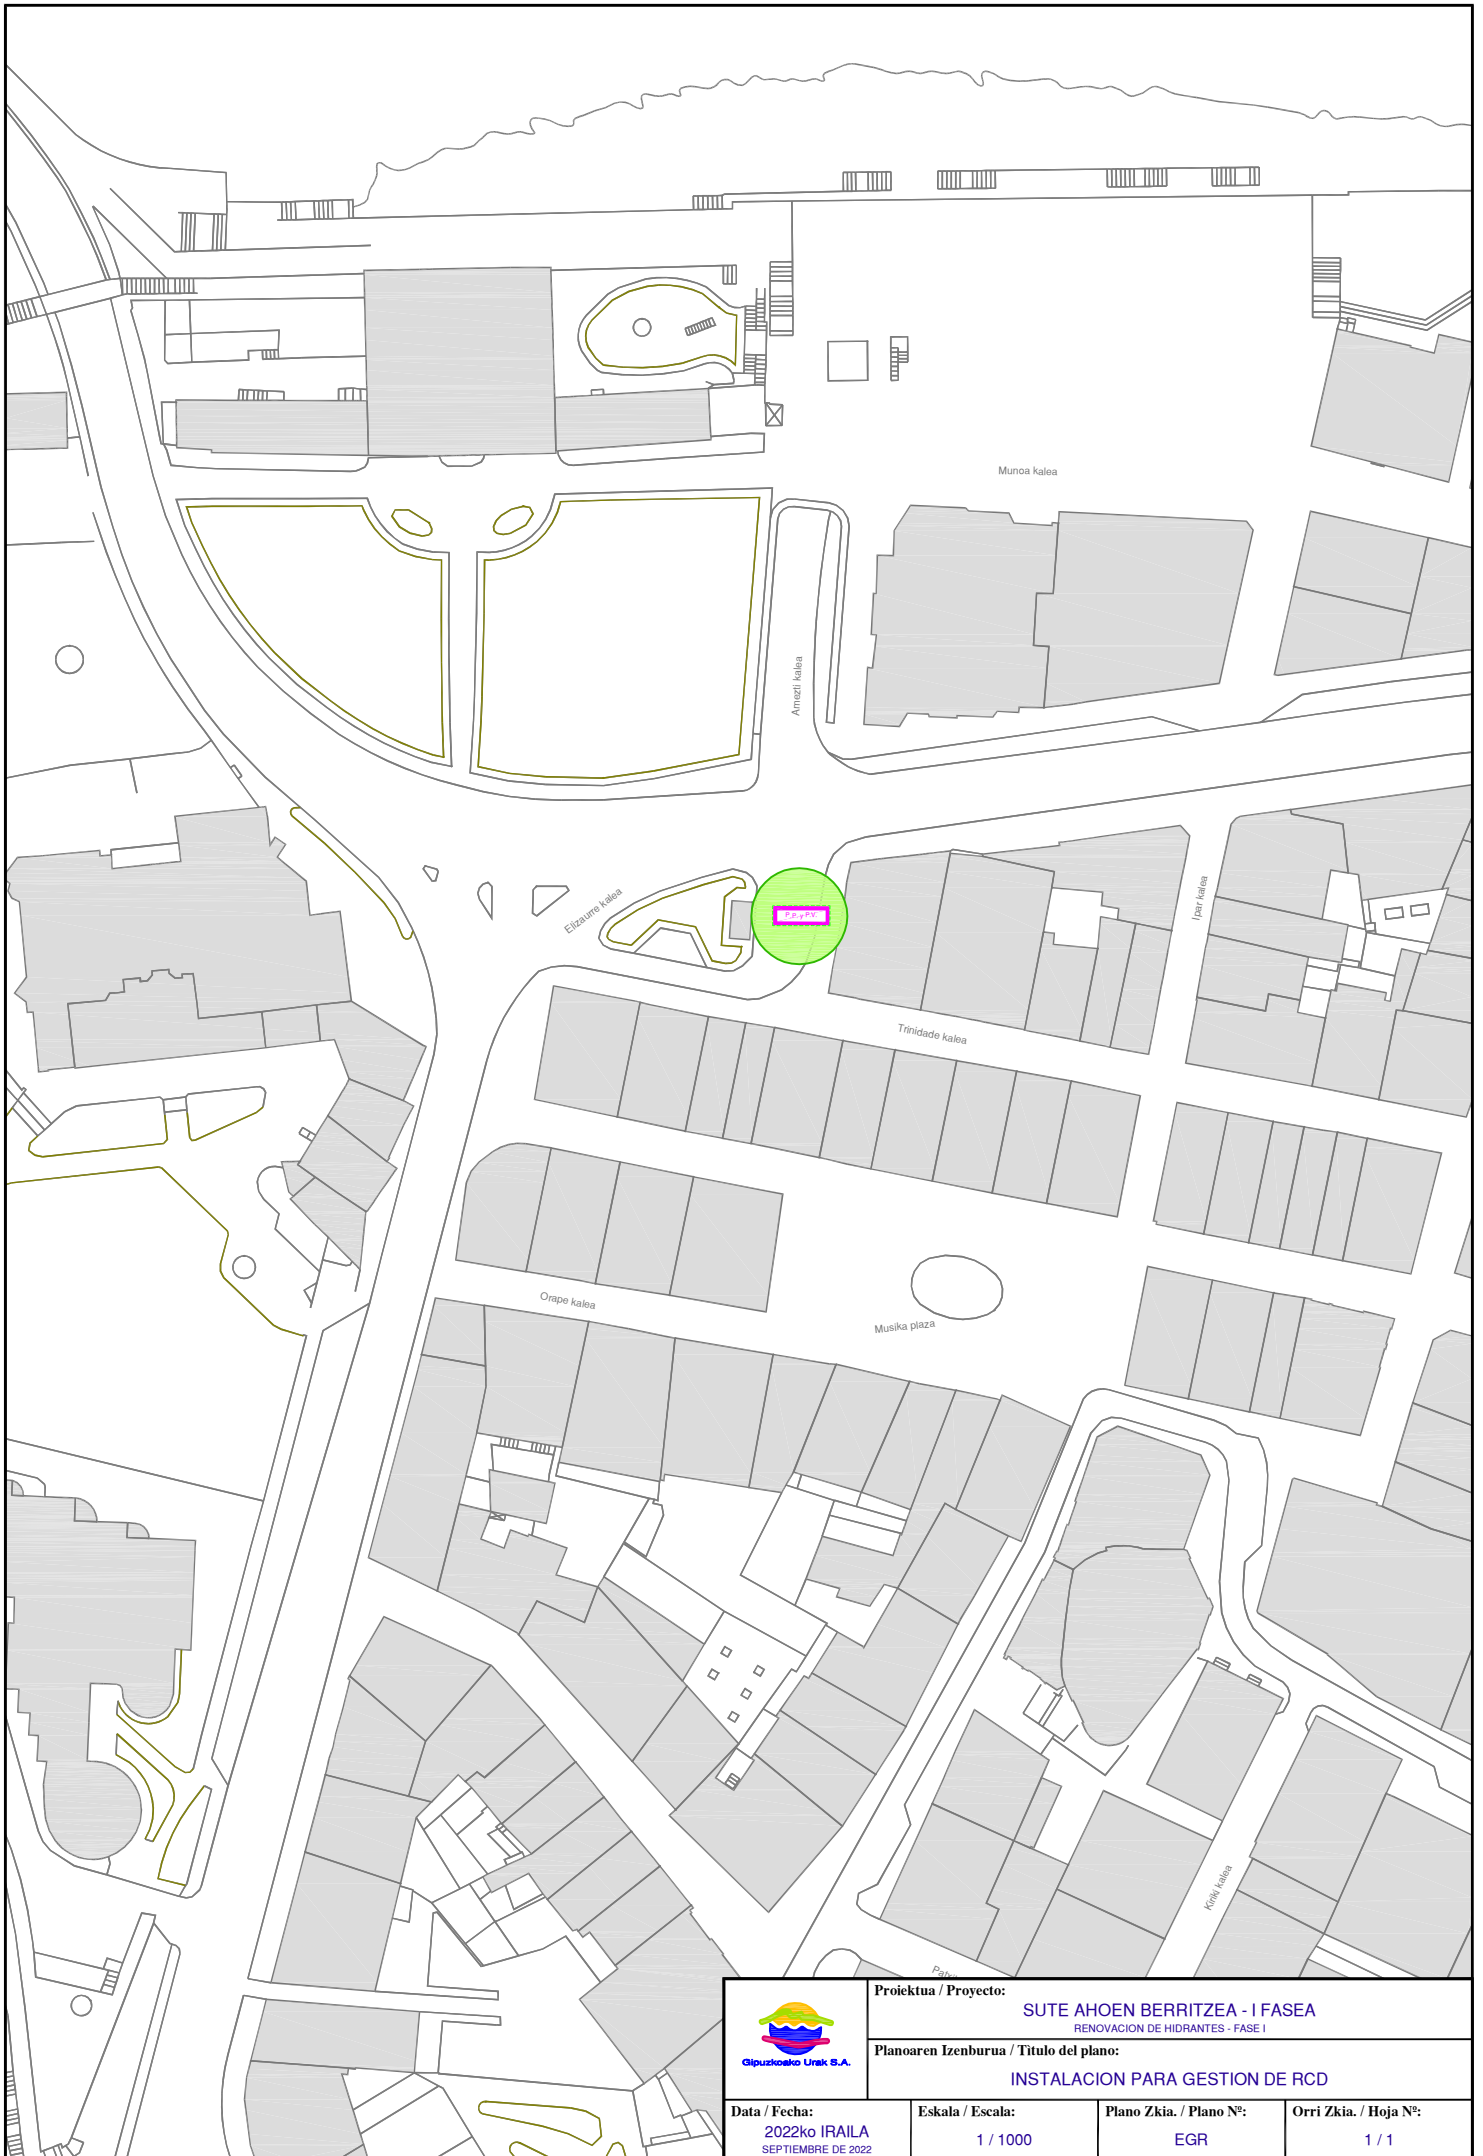 Munoa kalea
Amezti kalea
Elizaurre kalea
P.P. y P.V.
Ipar kalea
Trinidade kalea
Orape kalea
Musika plaza
Kiriki kalea
Proiektua / Proyecto:
SUTE AHOEN BERRITZEA - I FASEA
RENOVACION DE HIDRANTES - FASE I
Gipuzkoako Urak S.A.
Planoaren Izenburua / Titulo del plano:
INSTALACION PARA GESTION DE RCD
Data / Fecha:
2022ko IRAILA
SEPTIEMBRE DE 2022
Eskala / Escala:
1 / 1000
Plano Zkia. / Plano Nº:
EGR
Orri Zkia. / Hoja Nº:
1 / 1